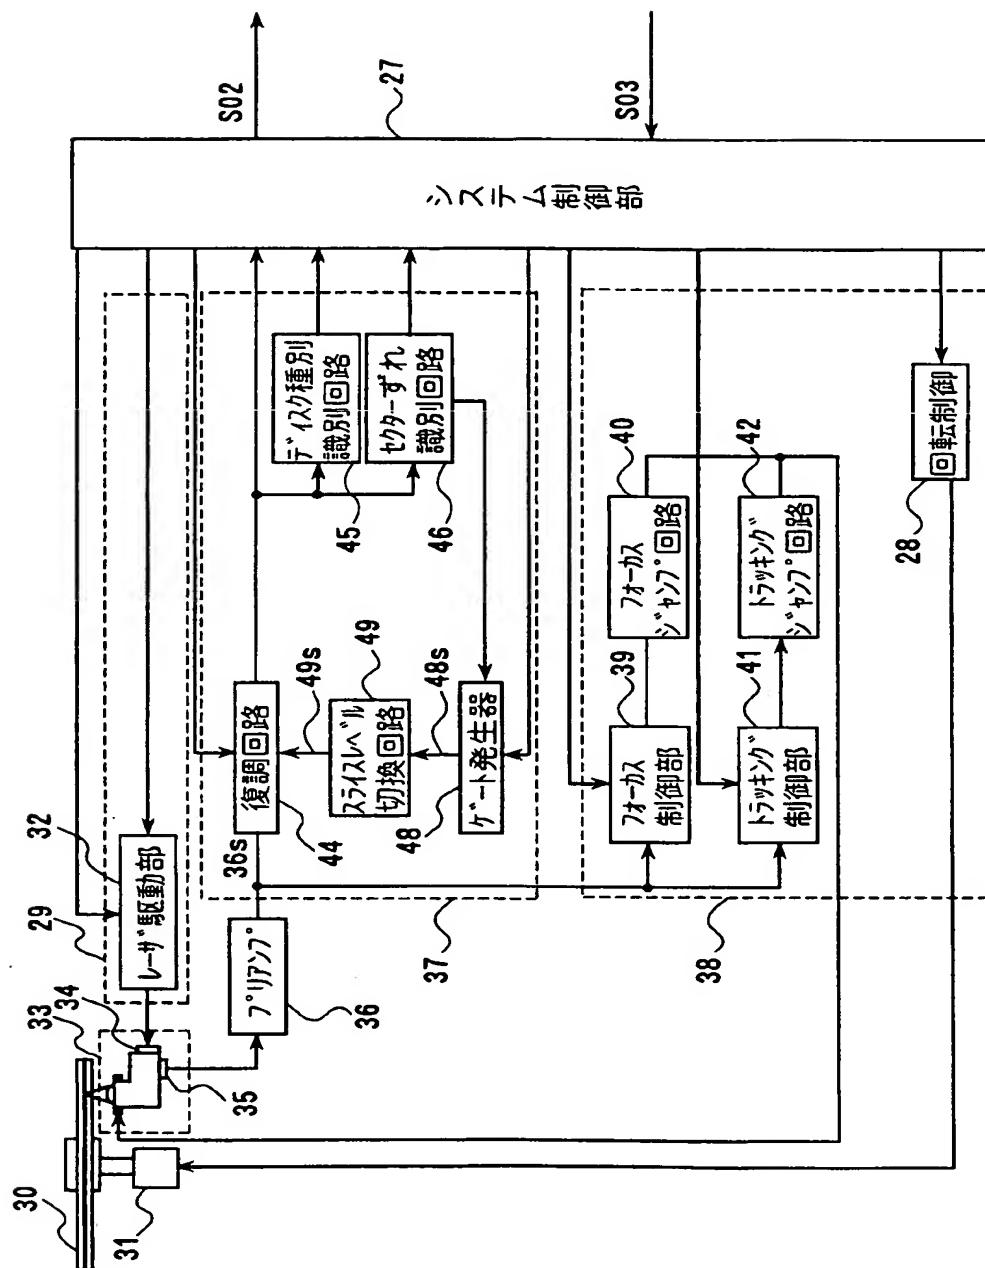 S02
27
S03
システム制御部
32
29
レーザ駆動部
34
33
35
30
31
プリアンプ
36
36s
復調回路
44
49s
スライスレベル
切換回路
49
48s
ゲート発生器
48
ディスク種別
識別回路
45
セクターずれ
識別回路
46
37
フォーカス
制御部
39
フォーカス
ジャンプ回路
40
トラッキング
制御部
41
トラッキング
ジャンプ回路
42
38
回転制御
28